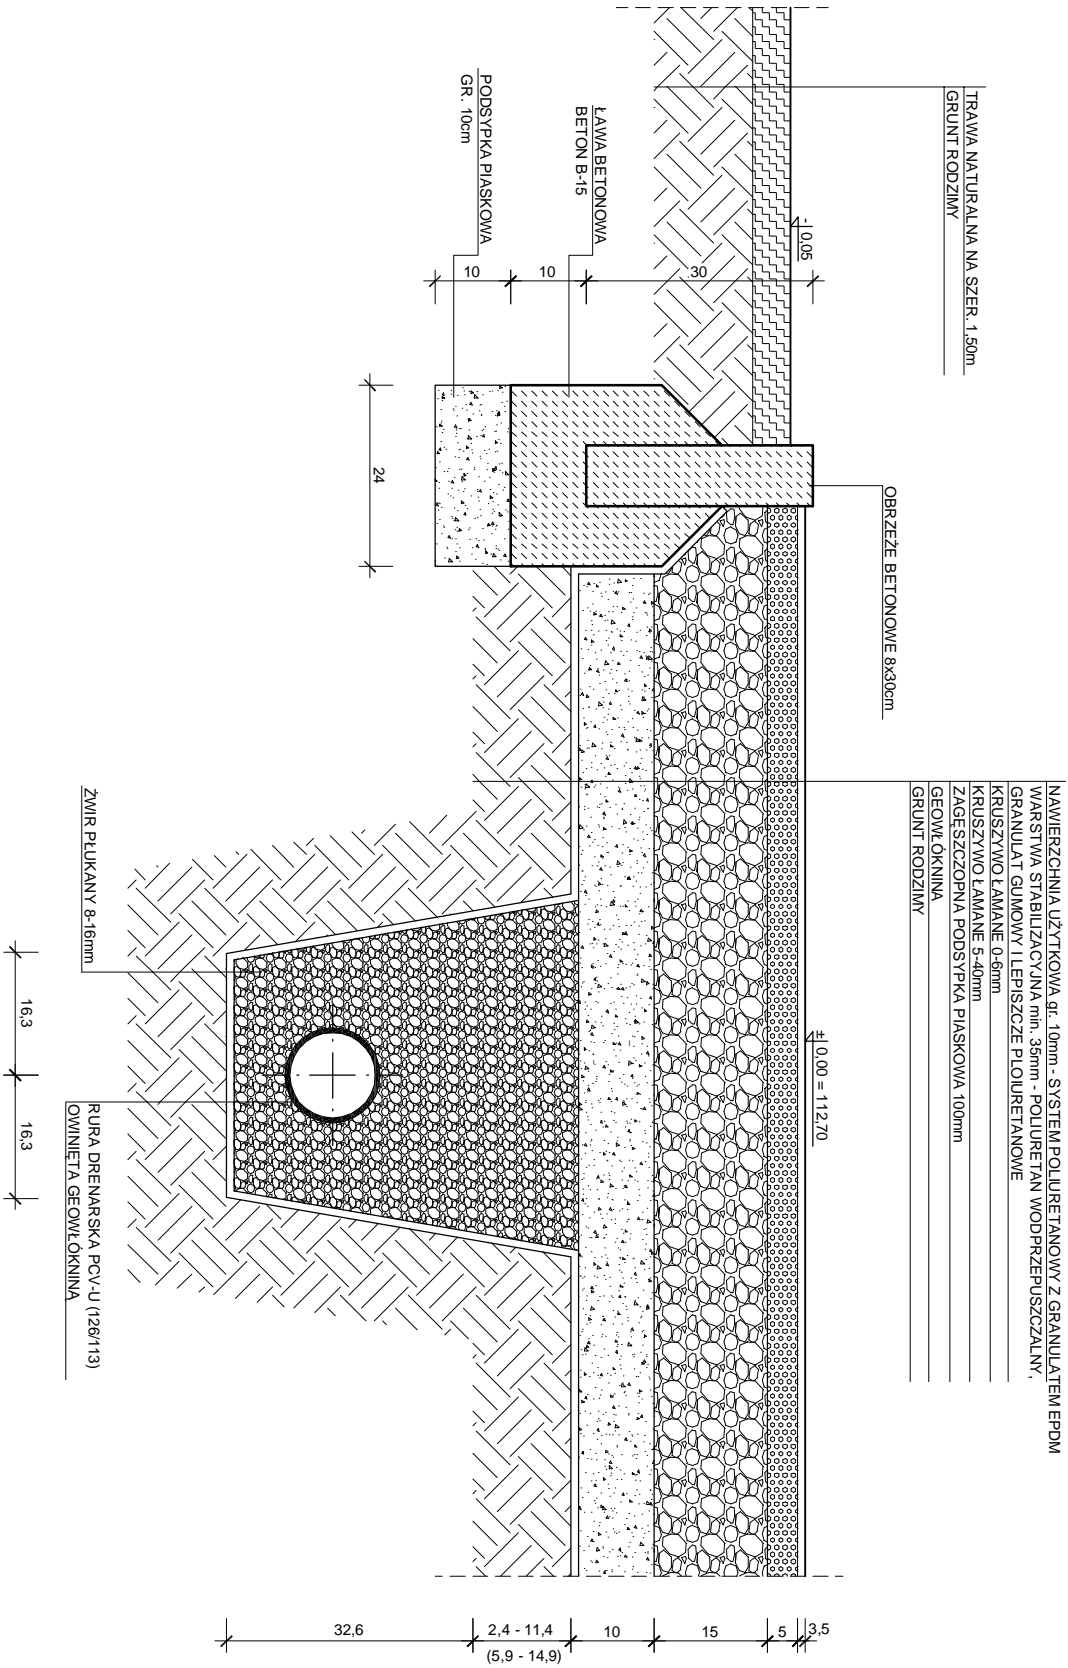 TRAWA NATURALNA NA SZER. 1,50m
GRUNT RODZIMY
- 0,05
30
10
10
ŁAWA BETONOWA
BETON B-15
PODSYPKA PIASKOWA
GR. 10cm
24
OBRZEŻE BETONOWE 8x30cm
NAWIERZCHNIA UŻYTKOWA gr. 10mm - SYSTEM POLIURETANOWY Z GRANULATEM EPDM
WARSTWA STABILIZACYJNA min. 35mm - POLIURETAN WODPRZEPUSZCZALNY,
GRANULAT GUMOWY I LEPISZCZE PLOIURETANOWE
KRUSZYWO ŁAMANE 0-6mm
KRUSZYWO ŁAMANE 5-40mm
ZAGĘSZCZOPNA PODSYPKA PIASKOWA 100mm
GEOWŁÓKNINA
GRUNT RODZIMY
± 0,00 = 112,70
ŻWIR PŁUKANY 8-16mm
RURA DRENARSKA PCV-U (126/113)
OWINIĘTA GEOWŁÓKNINĄ
16,3
16,3
3,5
5
15
10
2,4 - 11,4
(5,9 - 14,9)
32,6